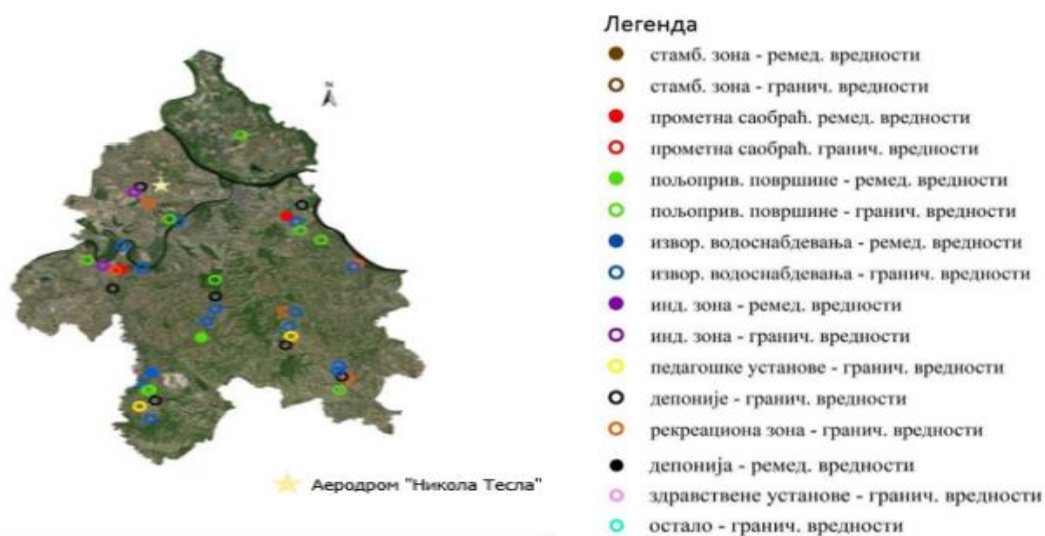 Легенда
стамб. зона - ремед. вредности
стамб. зона - гранич. вредности
прометна саобраћ. ремед. вредности
прометна саобраћ. гранич. вредности
пољоприв. површине - ремед. вредности
пољоприв. површине - гранич. вредности
извор. водоснабдевања - ремед. вредности
извор. водоснабдевања - гранич. вредности
инд. зона - ремед. вредности
инд. зона - гранич. вредности
педагошке установе - гранич. вредности
депоније - гранич. вредности
рекреациона зона - гранич. вредности
депонија - ремед. вредности
здравствене установе - гранич. вредности
остало - гранич. вредности
N
Аеродром "Никола Тесла"